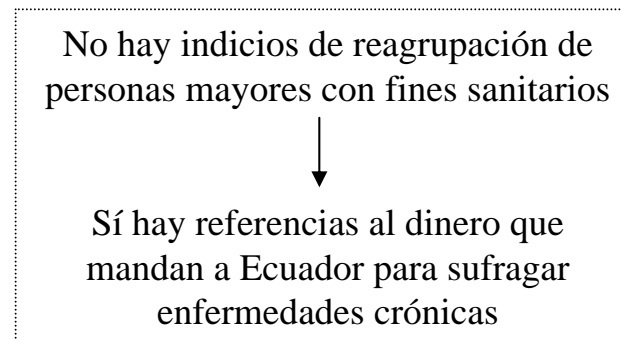 No hay indicios de reagrupación de
personas mayores con fines sanitarios
Sí hay referencias al dinero que
mandan a Ecuador para sufragar
enfermedades crónicas